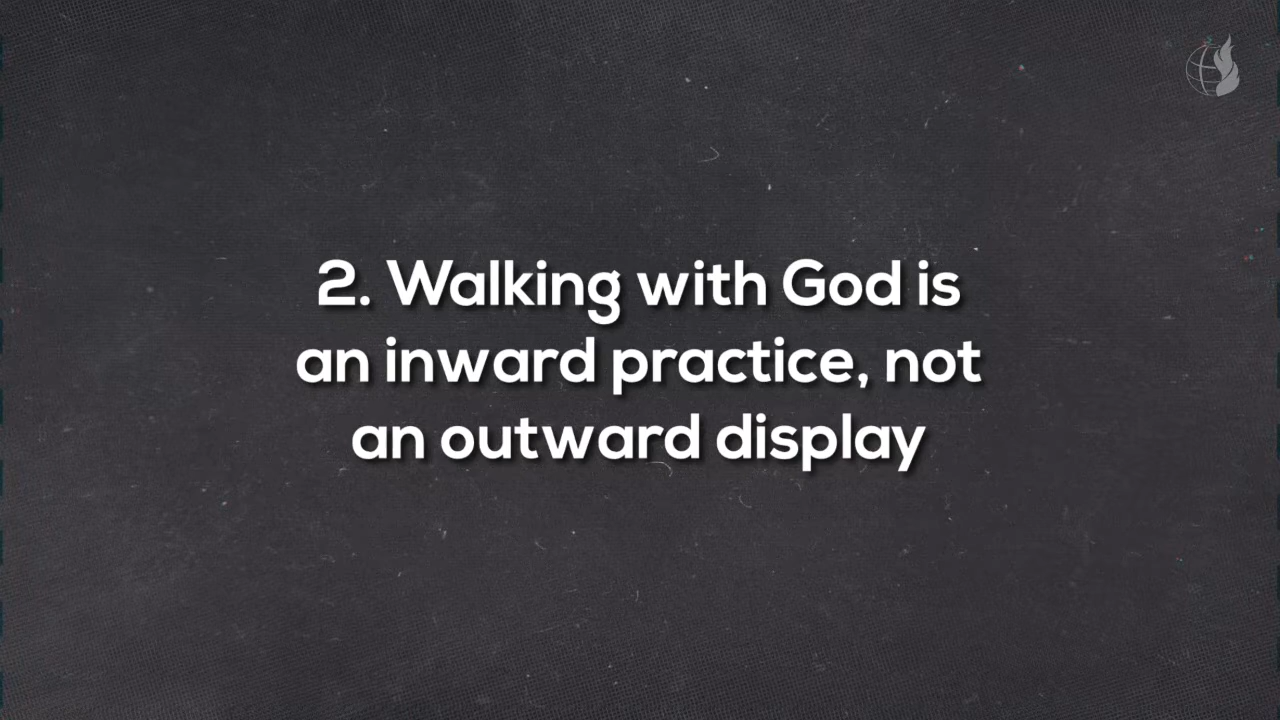 2. Walking with God is
an inward practice, not
an outward display